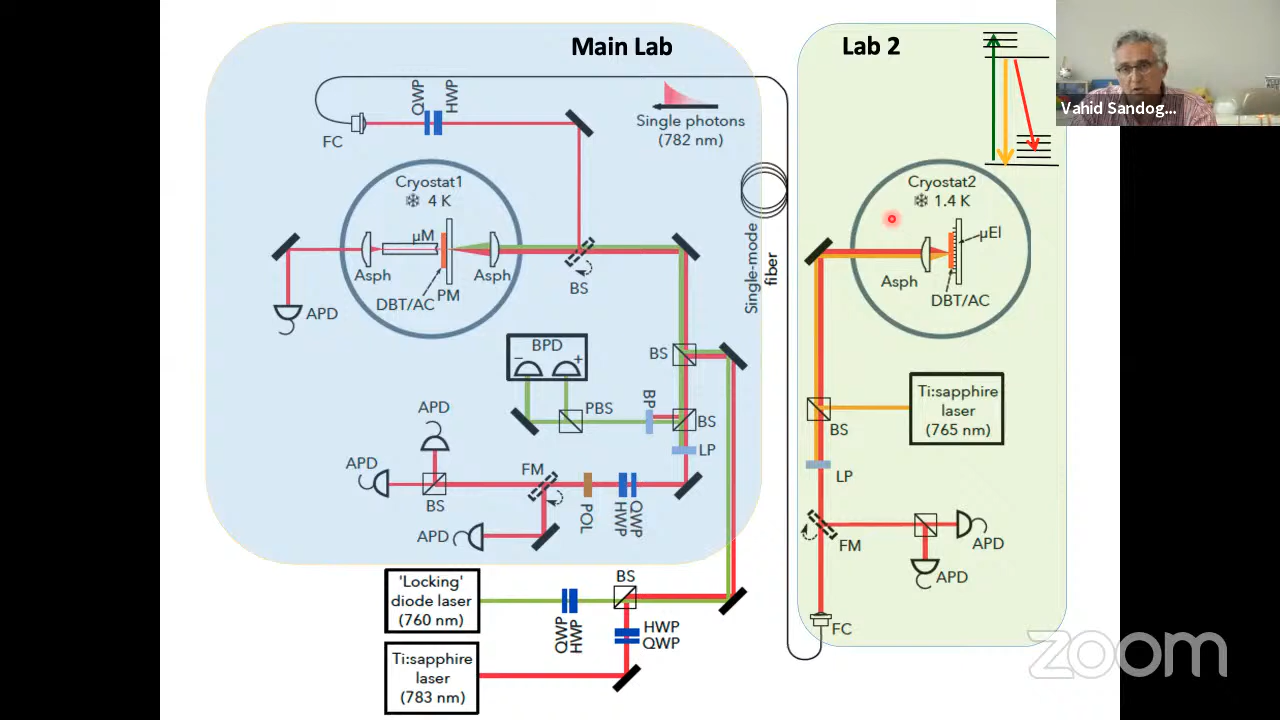 Main Lab
Lab 2
Vahid Sandog...
QWP
HWP
FC
Single photons
(782 nm)
Cryostat1
❄ 4 K
µM
Asph
Asph
DBT/AC
PM
APD
BS
Single-mode
fiber
Cryostat2
❄ 1.4 K
µEl
Asph
DBT/AC
BPD
−
+
BS
BP
PBS
BS
LP
APD
APD
BS
FM
POL
HWP
QWP
APD
Ti:sapphire
laser
(765 nm)
BS
LP
FM
APD
APD
FC
'Locking'
diode laser
(760 nm)
QWP
HWP
BS
HWP
QWP
Ti:sapphire
laser
(783 nm)
zoom